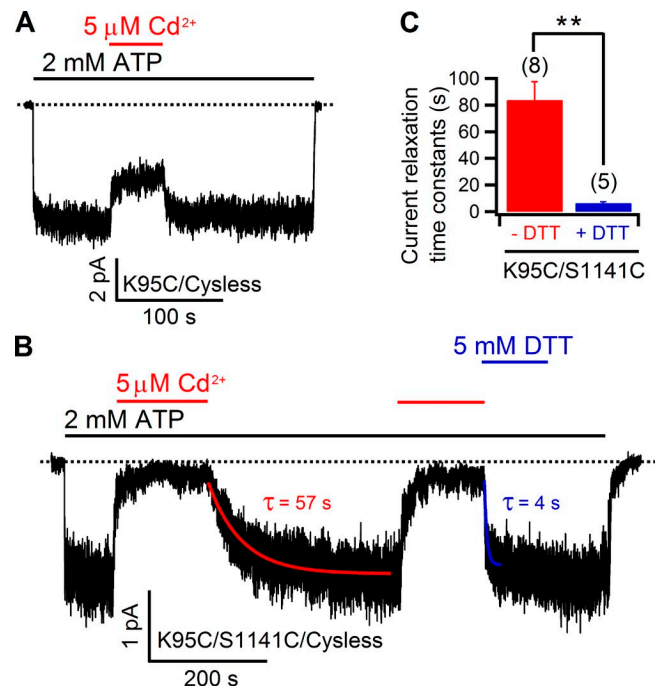 A
5 μM Cd²⁺
2 mM ATP
2 pA
K95C/Cysless
100 s
C
**
(8)
(5)
Current relaxation
time constants (s)
100
80
60
40
20
0
- DTT
+ DTT
K95C/S1141C
B
5 mM DTT
5 μM Cd²⁺
2 mM ATP
τ = 57 s
τ = 4 s
1 pA
K95C/S1141C/Cysless
200 s